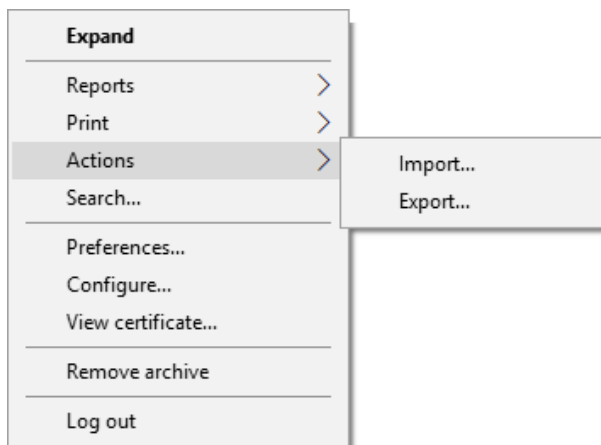 Expand
Reports
Print
Actions
Import...
Export...
Search...
Preferences...
Configure...
View certificate...
Remove archive
Log out